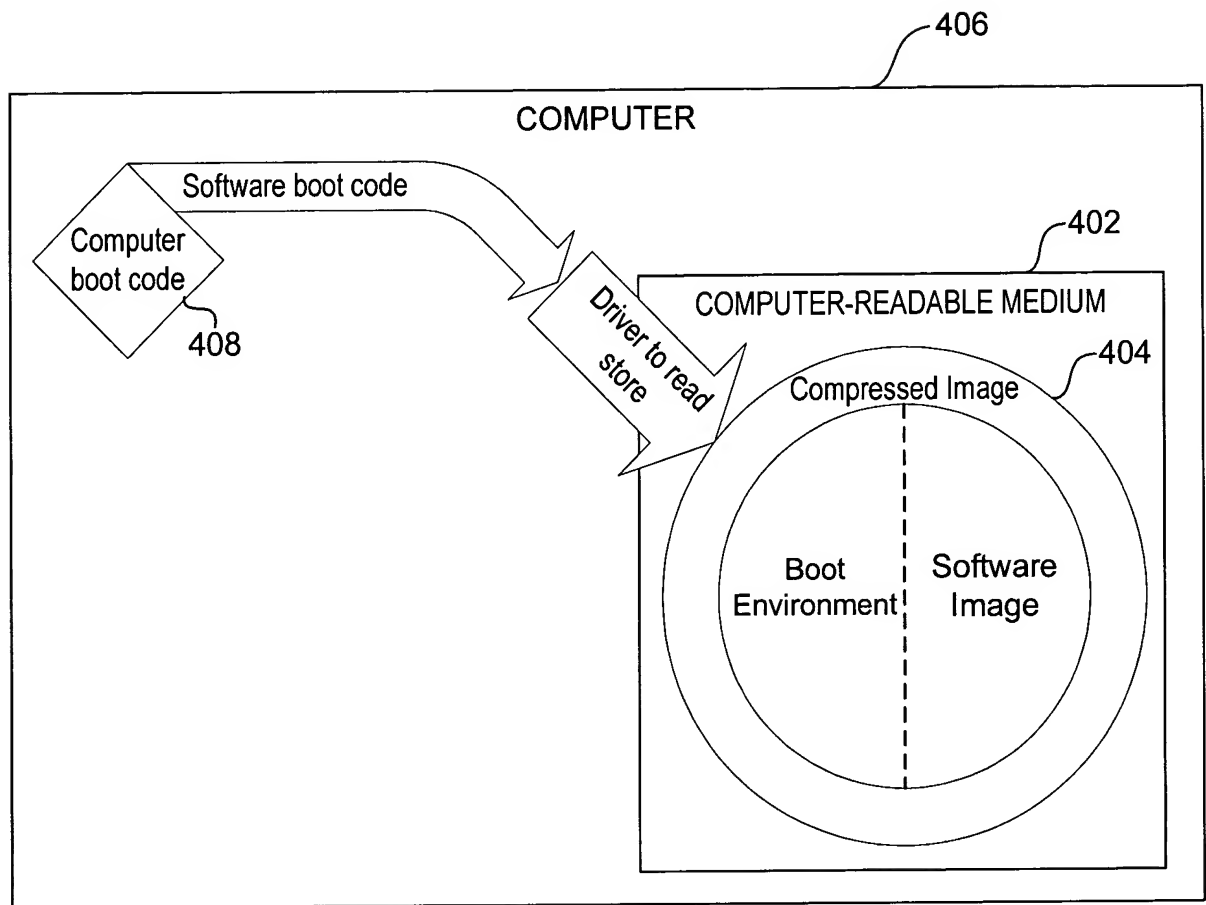 406
COMPUTER
Software boot code
Computer
boot code
408
402
COMPUTER-READABLE MEDIUM
Driver to read
store
404
Compressed Image
Boot
Environment
Software
Image